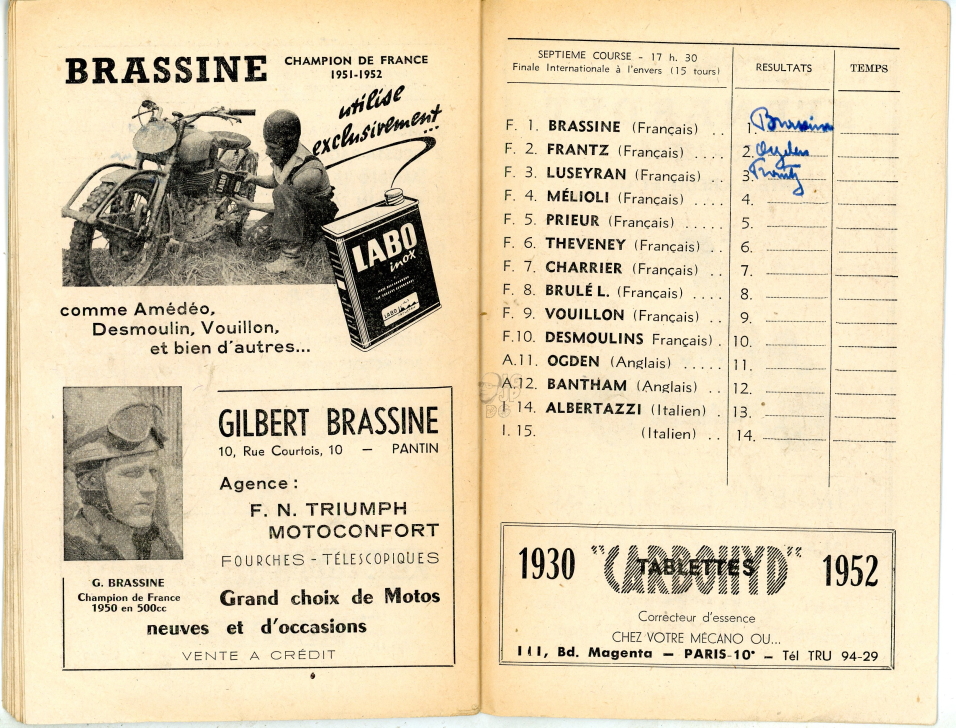 BRASSINE
CHAMPION DE FRANCE
1951-1952
utilise
exclusivement...
LABO
inox
comme Amédéo,
Desmoulin, Vouillon,
et bien d'autres...
GILBERT BRASSINE
10, Rue Courtois, 10 — PANTIN
Agence :
F. N. TRIUMPH
MOTOCONFORT
FOURCHES - TÉLESCOPIQUES
G. BRASSINE
Champion de France
1950 en 500cc
Grand choix de Motos
neuves et d'occasions
VENTE A CRÉDIT
SEPTIEME COURSE - 17 h. 30
Finale Internationale à l'envers (15 tours)
RESULTATS
TEMPS
F. 1. BRASSINE (Français) .. 1. Brassine
F. 2. FRANTZ (Français) .... 2. Ogden
F. 3. LUSEYRAN (Français) .. 3. Frantz
F. 4. MÉLIOLI (Français) ... 4.
F. 5. PRIEUR (Français) .... 5.
F. 6. THEVENEY (Français) .. 6.
F. 7. CHARRIER (Français) .. 7.
F. 8. BRULÉ L. (Français) .... 8.
F. 9. VOUILLON (Français) .. 9.
F. 10. DESMOULINS Français) . 10.
A. 11. OGDEN (Anglais) ..... 11.
A. 12. BANTHAM (Anglais) .. 12.
I. 14. ALBERTAZZI (Italien) . 13.
I. 15. (Italien) .. 14.
1930 "CARBOHYD" 1952
TABLETTES
Correcteur d'essence
CHEZ VOTRE MÉCANO OU...
111, Bd. Magenta — PARIS-10e — Tél TRU 94-29